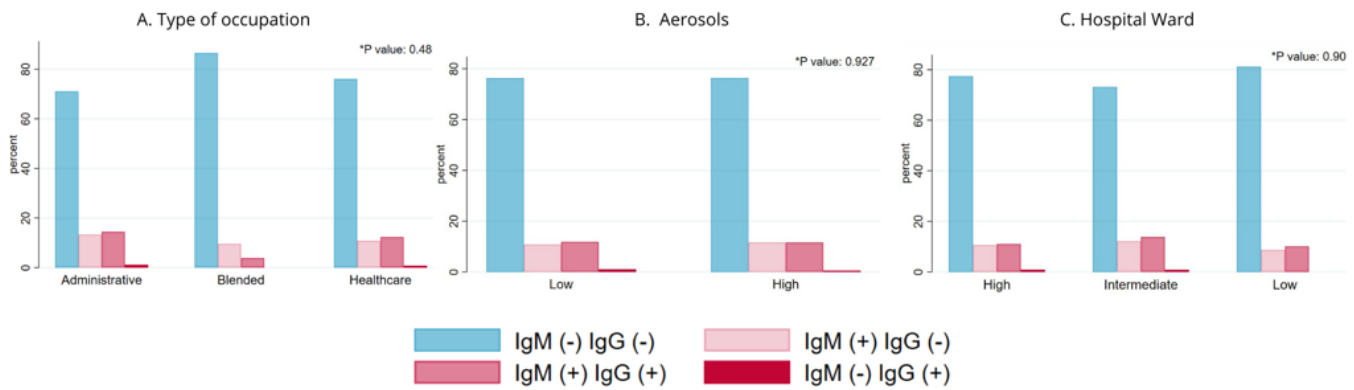 A. Type of occupation
*P value: 0.48
percent
80
60
40
20
0
Administrative
Blended
Healthcare
B. Aerosols
*P value: 0.927
percent
80
60
40
20
0
Low
High
C. Hospital Ward
*P value: 0.90
percent
80
60
40
20
0
High
Intermediate
Low
IgM (-) IgG (-)
IgM (+) IgG (-)
IgM (+) IgG (+)
IgM (-) IgG (+)